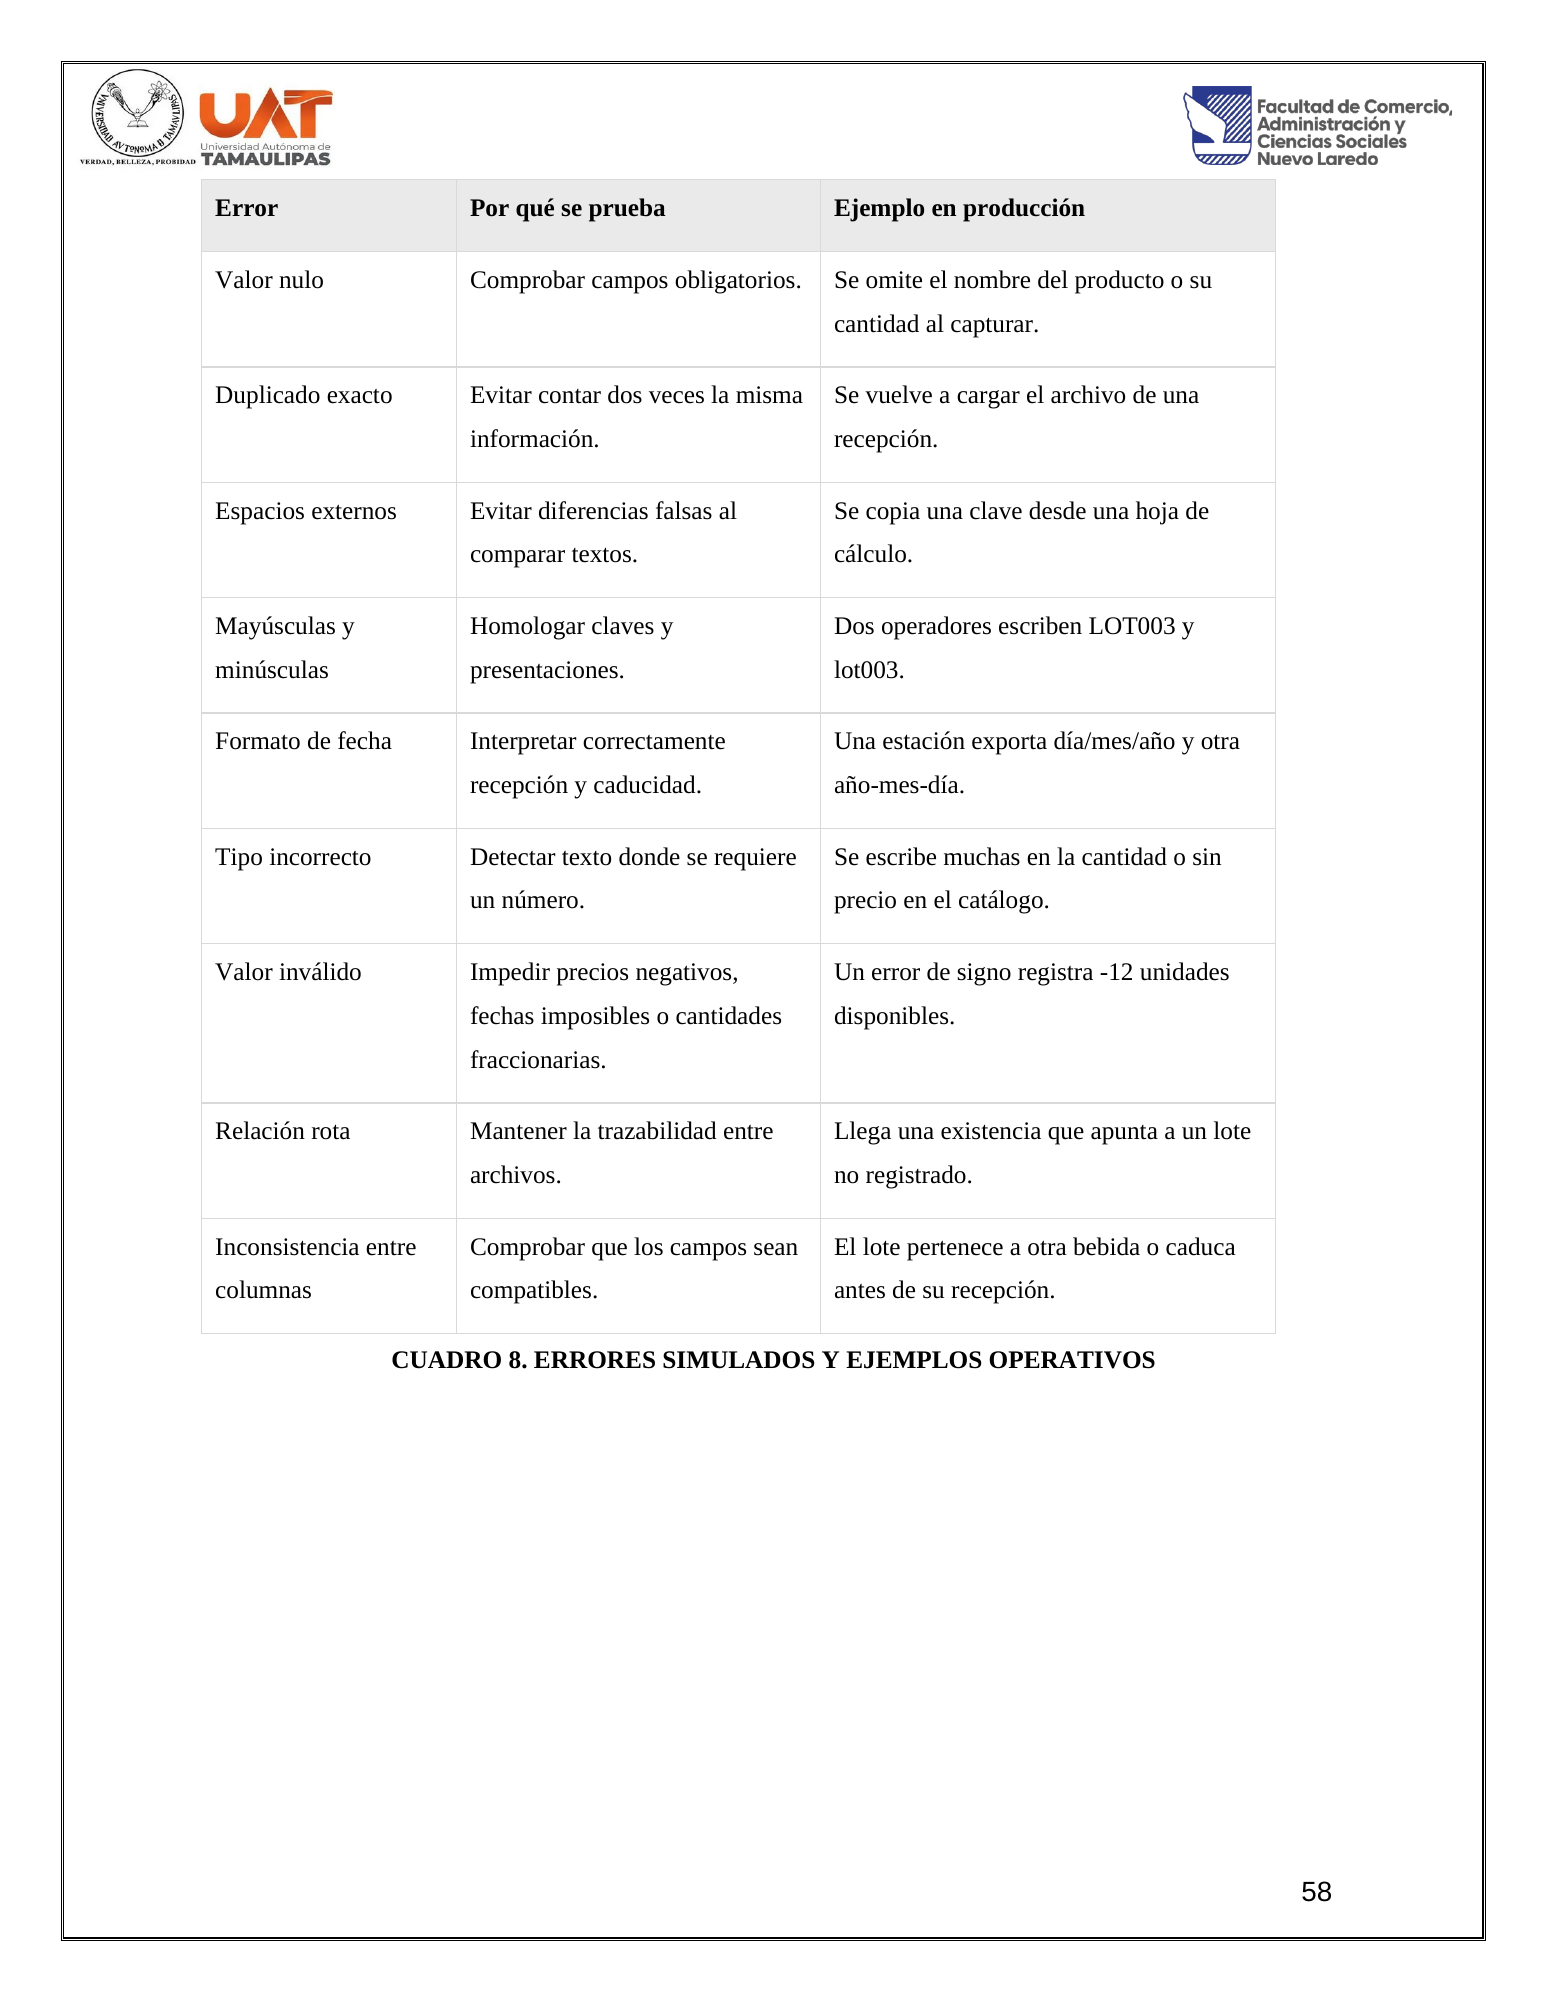 UNIVERSIDAD AVTONOMA D TAMAVLIPAS
VERDAD, BELLEZA, PROBIDAD
UAT
Universidad Autónoma de
TAMAULIPAS
Facultad de Comercio,
Administración y
Ciencias Sociales
Nuevo Laredo
Error Por qué se prueba Ejemplo en producción
Valor nulo Comprobar campos obligatorios. Se omite el nombre del producto o su
cantidad al capturar.
Duplicado exacto Evitar contar dos veces la misma Se vuelve a cargar el archivo de una
información. recepción.
Espacios externos Evitar diferencias falsas al Se copia una clave desde una hoja de
comparar textos. cálculo.
Mayúsculas y Homologar claves y Dos operadores escriben LOT003 y
minúsculas presentaciones. lot003.
Formato de fecha Interpretar correctamente Una estación exporta día/mes/año y otra
recepción y caducidad. año-mes-día.
Tipo incorrecto Detectar texto donde se requiere Se escribe muchas en la cantidad o sin
un número. precio en el catálogo.
Valor inválido Impedir precios negativos, Un error de signo registra -12 unidades
fechas imposibles o cantidades disponibles.
fraccionarias.
Relación rota Mantener la trazabilidad entre Llega una existencia que apunta a un lote
archivos. no registrado.
Inconsistencia entre Comprobar que los campos sean El lote pertenece a otra bebida o caduca
columnas compatibles. antes de su recepción.
CUADRO 8. ERRORES SIMULADOS Y EJEMPLOS OPERATIVOS
58